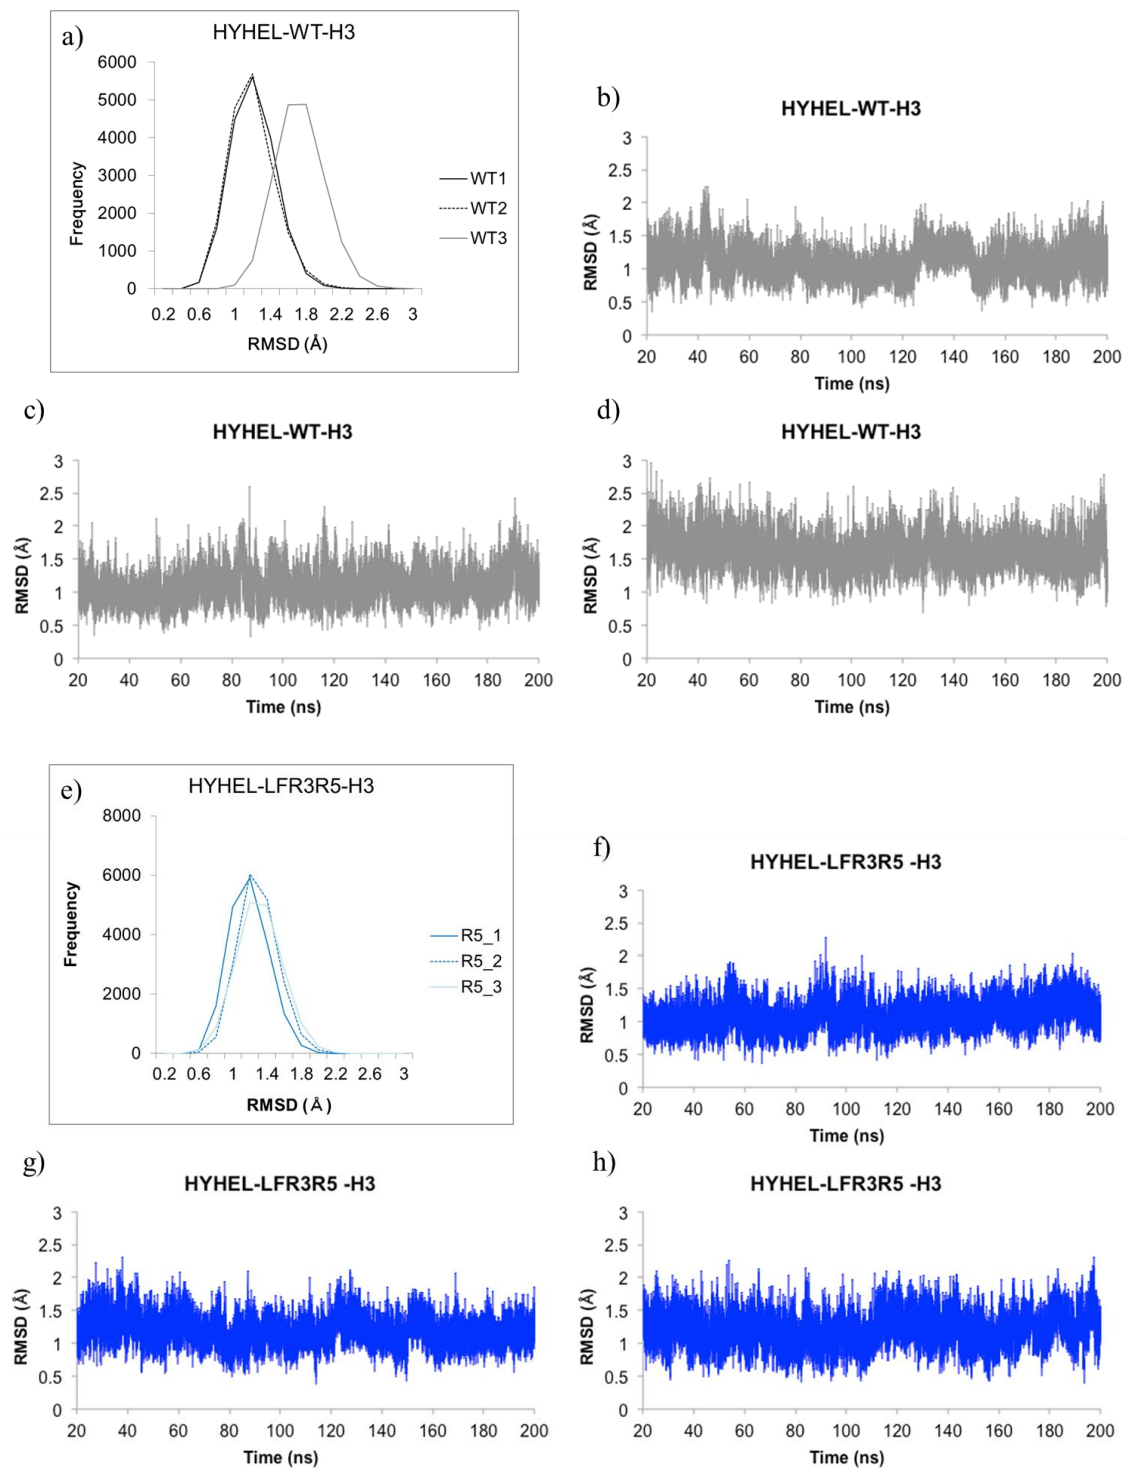 a)
HYHEL-WT-H3
6000
5000
4000
3000
2000
1000
0
Frequency
0.2 0.6 1 1.4 1.8 2.2 2.6 3
RMSD (Å)
WT1
WT2
WT3
b)
HYHEL-WT-H3
3
2.5
2
1.5
1
0.5
0
RMSD (Å)
20 40 60 80 100 120 140 160 180 200
Time (ns)
c)
HYHEL-WT-H3
3
2.5
2
1.5
1
0.5
0
RMSD (Å)
20 40 60 80 100 120 140 160 180 200
Time (ns)
d)
HYHEL-WT-H3
3
2.5
2
1.5
1
0.5
0
RMSD (Å)
20 40 60 80 100 120 140 160 180 200
Time (ns)
e)
HYHEL-LFR3R5-H3
8000
6000
4000
2000
0
Frequency
0.2 0.6 1 1.4 1.8 2.2 2.6 3
RMSD (Å)
R5_1
R5_2
R5_3
f)
HYHEL-LFR3R5 -H3
3
2.5
2
1.5
1
0.5
0
RMSD (Å)
20 40 60 80 100 120 140 160 180 200
Time (ns)
g)
HYHEL-LFR3R5 -H3
3
2.5
2
1.5
1
0.5
0
RMSD (Å)
20 40 60 80 100 120 140 160 180 200
Time (ns)
h)
HYHEL-LFR3R5 -H3
3
2.5
2
1.5
1
0.5
0
RMSD (Å)
20 40 60 80 100 120 140 160 180 200
Time (ns)